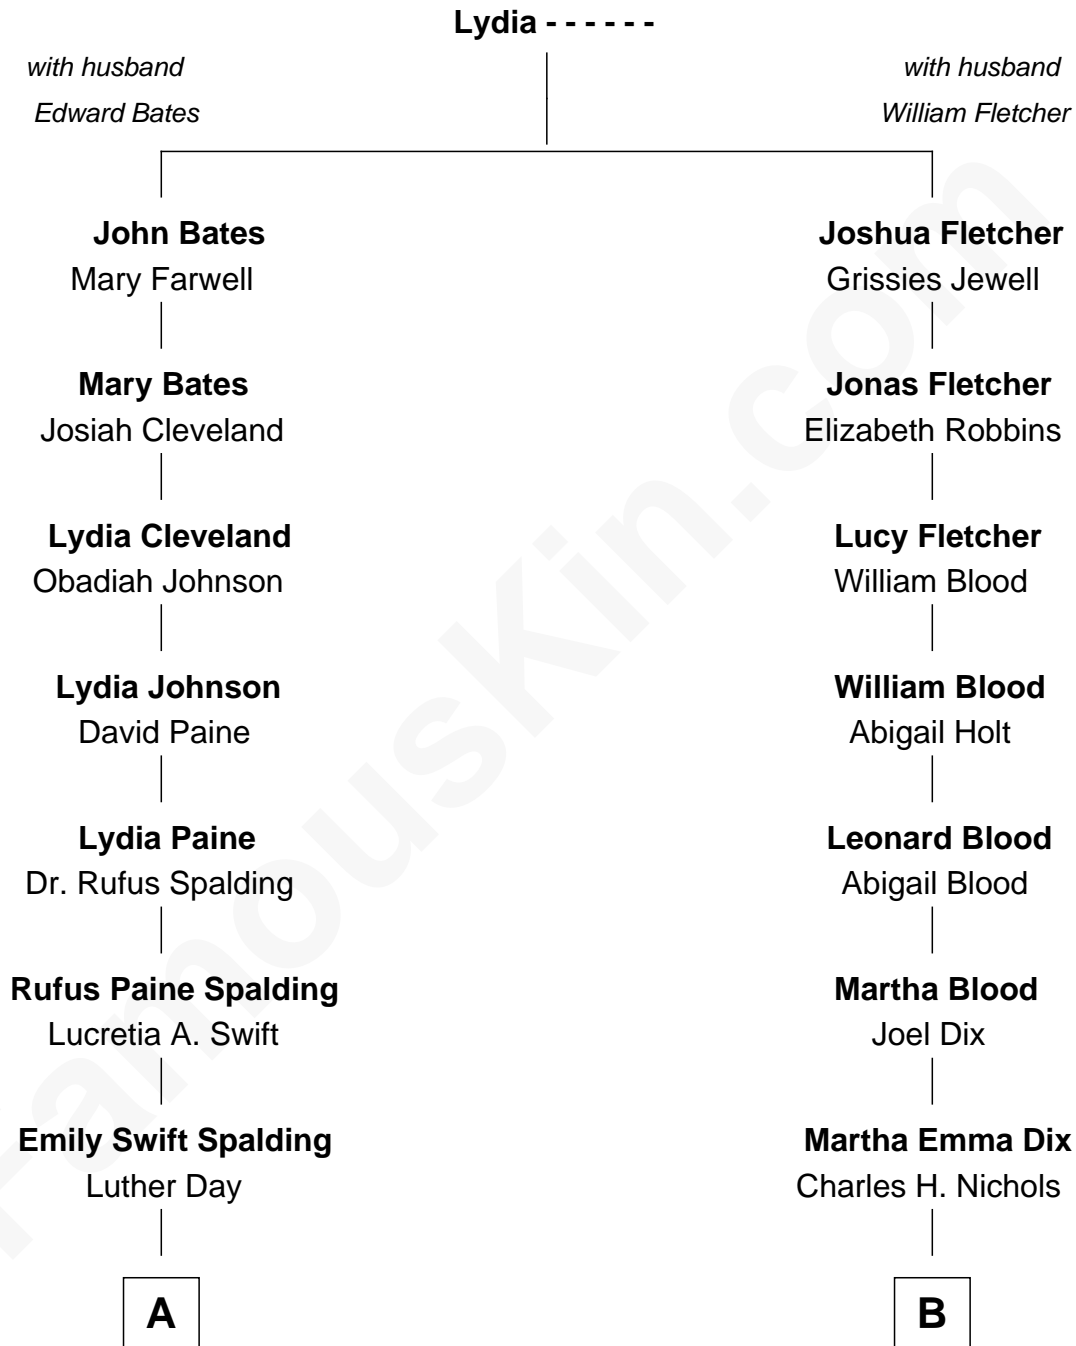 Lydia - - - - - -
with husband
Edward Bates
with husband
William Fletcher
John Bates
Mary Farwell
Joshua Fletcher
Grissies Jewell
Mary Bates
Josiah Cleveland
Jonas Fletcher
Elizabeth Robbins
Lydia Cleveland
Obadiah Johnson
Lucy Fletcher
William Blood
Lydia Johnson
David Paine
William Blood
Abigail Holt
Lydia Paine
Dr. Rufus Spalding
Leonard Blood
Abigail Blood
Rufus Paine Spalding
Lucretia A. Swift
Martha Blood
Joel Dix
Emily Swift Spalding
Luther Day
Martha Emma Dix
Charles H. Nichols
A
B
FamousKin.com